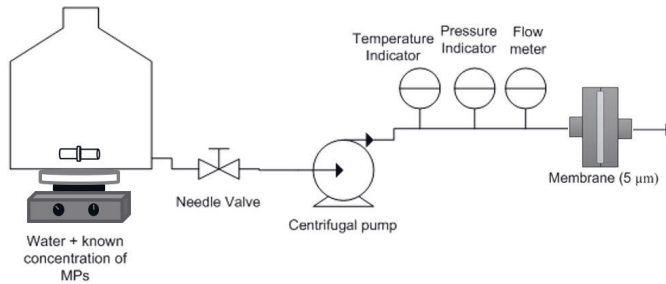 Temperature
Indicator
Pressure
Indicator
Flow
meter
Membrane (5 µm)
Needle Valve
Centrifugal pump
Water + known
concentration of
MPs